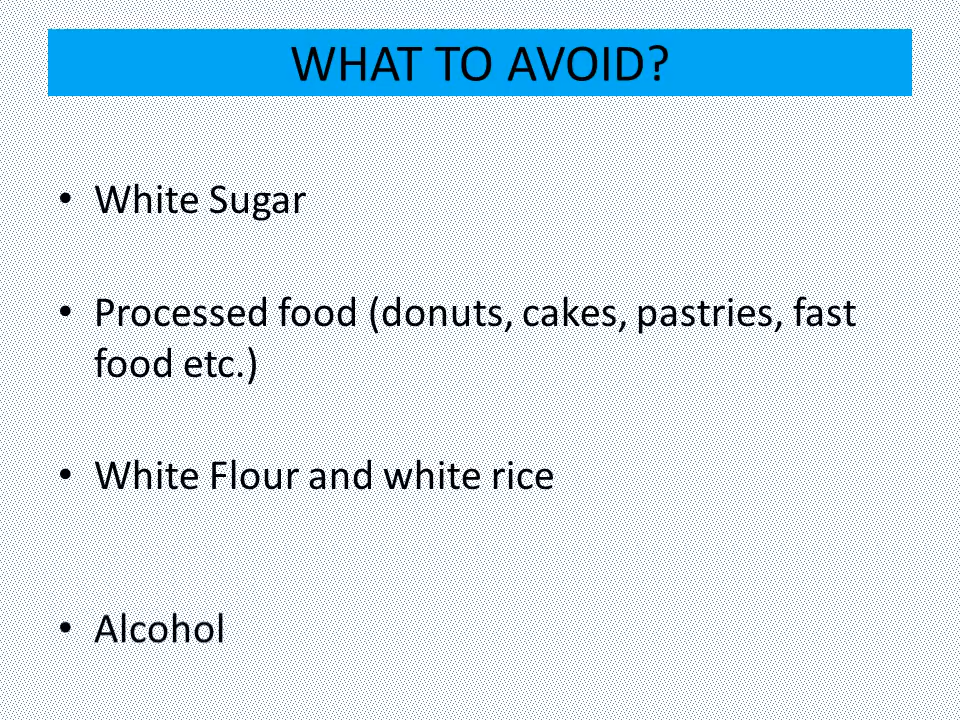 WHAT TO AVOID?
• White Sugar
• Processed food (donuts, cakes, pastries, fast
food etc.)
• White Flour and white rice
• Alcohol